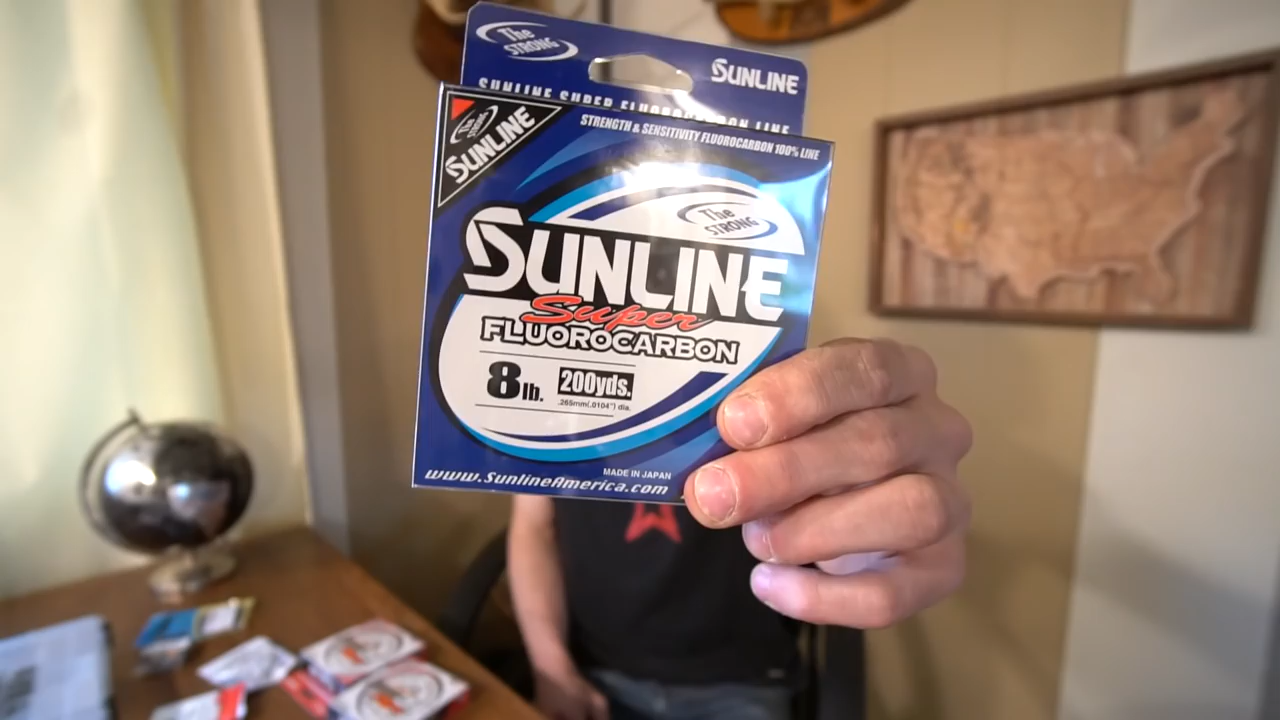 The
STRONG
SUNLINE
SUNLINE SUPER FLUOROCARBON LINE
The
STRONG
SUNLINE
STRENGTH & SENSITIVITY FLUOROCARBON 100% LINE
The
STRONG
SUNLINE
Super
FLUOROCARBON
8lb. 200yds.
.265mm(.0104") dia.
MADE IN JAPAN
www.SunlineAmerica.com